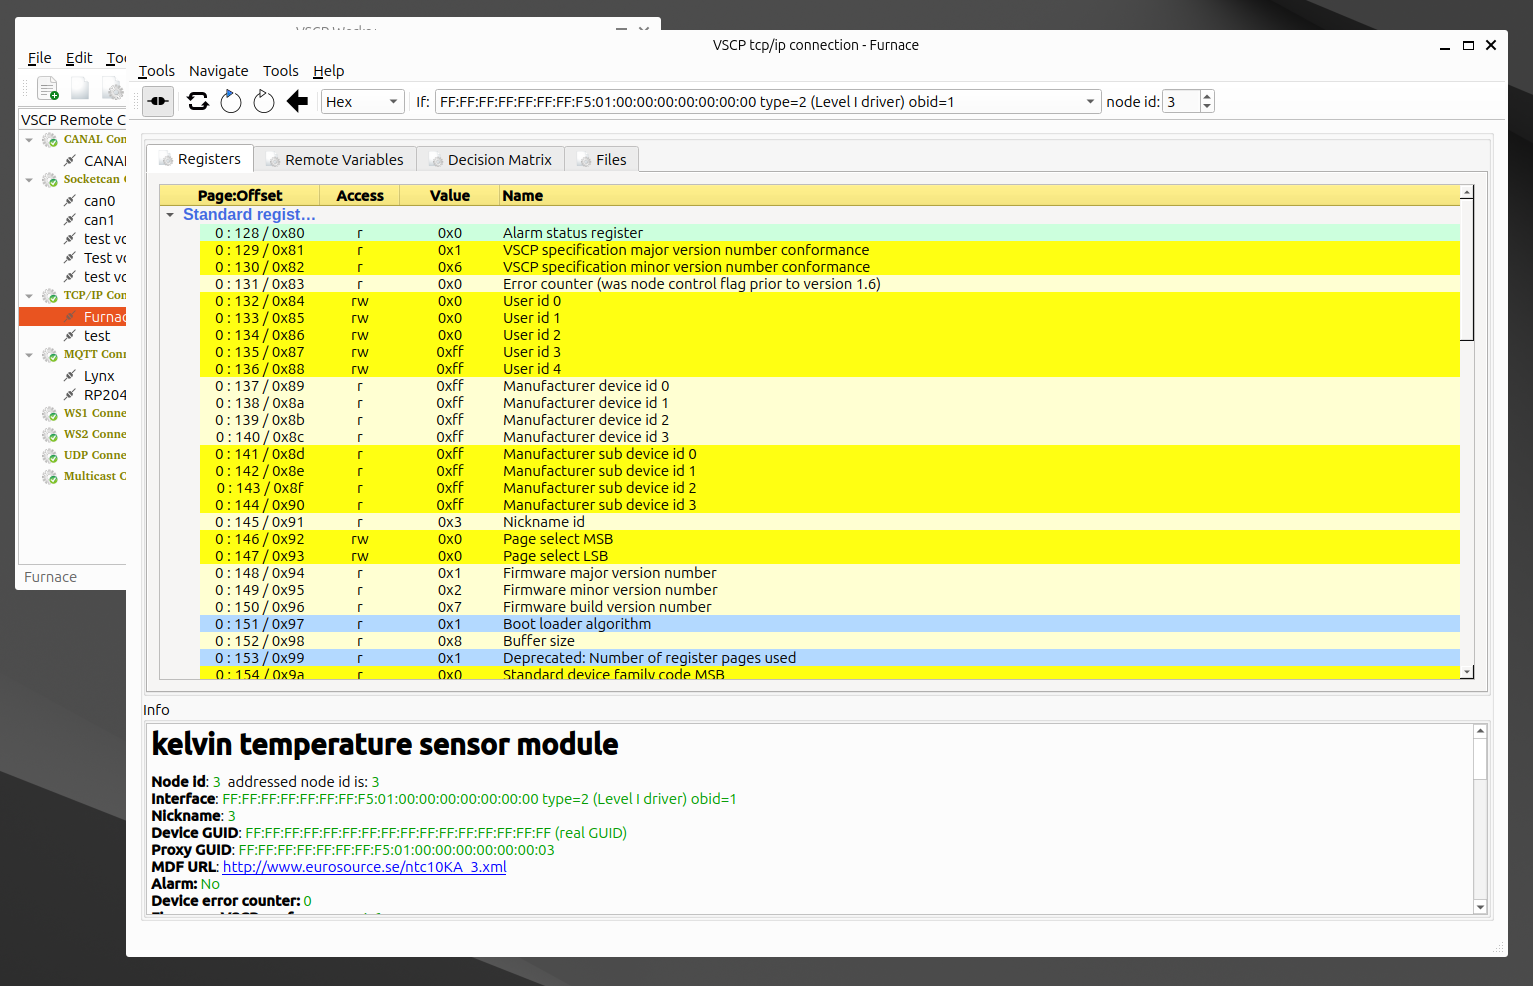 VSCP tcp/ip connection - Furnace
File Edit
Tools Navigate Tools Help
Hex If: FF:FF:FF:FF:FF:FF:FF:F5:01:00:00:00:00:00:00:00 type=2 (Level I driver) obid=1 node id: 3
VSCP Remote C
CANAL Con
CANAL
Socketcan
can0
can1
test vc
Test vc
test vc
TCP/IP Con
Furnac
test
MQTT Conn
Lynx
RP204
WS1 Conne
WS2 Conne
UDP Conne
Multicast C
Furnace
Registers Remote Variables Decision Matrix Files
Page:Offset Access Value Name
Standard regist...
0 : 128 / 0x80 r 0x0 Alarm status register
0 : 129 / 0x81 r 0x1 VSCP specification major version number conformance
0 : 130 / 0x82 r 0x6 VSCP specification minor version number conformance
0 : 131 / 0x83 r 0x0 Error counter (was node control flag prior to version 1.6)
0 : 132 / 0x84 rw 0x0 User id 0
0 : 133 / 0x85 rw 0x0 User id 1
0 : 134 / 0x86 rw 0x0 User id 2
0 : 135 / 0x87 rw 0xff User id 3
0 : 136 / 0x88 rw 0xff User id 4
0 : 137 / 0x89 r 0xff Manufacturer device id 0
0 : 138 / 0x8a r 0xff Manufacturer device id 1
0 : 139 / 0x8b r 0xff Manufacturer device id 2
0 : 140 / 0x8c r 0xff Manufacturer device id 3
0 : 141 / 0x8d r 0xff Manufacturer sub device id 0
0 : 142 / 0x8e r 0xff Manufacturer sub device id 1
0 : 143 / 0x8f r 0xff Manufacturer sub device id 2
0 : 144 / 0x90 r 0xff Manufacturer sub device id 3
0 : 145 / 0x91 r 0x3 Nickname id
0 : 146 / 0x92 rw 0x0 Page select MSB
0 : 147 / 0x93 rw 0x0 Page select LSB
0 : 148 / 0x94 r 0x1 Firmware major version number
0 : 149 / 0x95 r 0x2 Firmware minor version number
0 : 150 / 0x96 r 0x7 Firmware build version number
0 : 151 / 0x97 r 0x1 Boot loader algorithm
0 : 152 / 0x98 r 0x8 Buffer size
0 : 153 / 0x99 r 0x1 Deprecated: Number of register pages used
0 : 154 / 0x9a r 0x0 Standard device family code MSB
Info
kelvin temperature sensor module
Node id: 3 addressed node id is: 3
Interface: FF:FF:FF:FF:FF:FF:FF:F5:01:00:00:00:00:00:00:00 type=2 (Level I driver) obid=1
Nickname: 3
Device GUID: FF:FF:FF:FF:FF:FF:FF:FF:FF:FF:FF:FF:FF:FF:FF:FF (real GUID)
Proxy GUID: FF:FF:FF:FF:FF:FF:FF:F5:01:00:00:00:00:00:00:03
MDF URL: http://www.eurosource.se/ntc10KA_3.xml
Alarm: No
Device error counter: 0